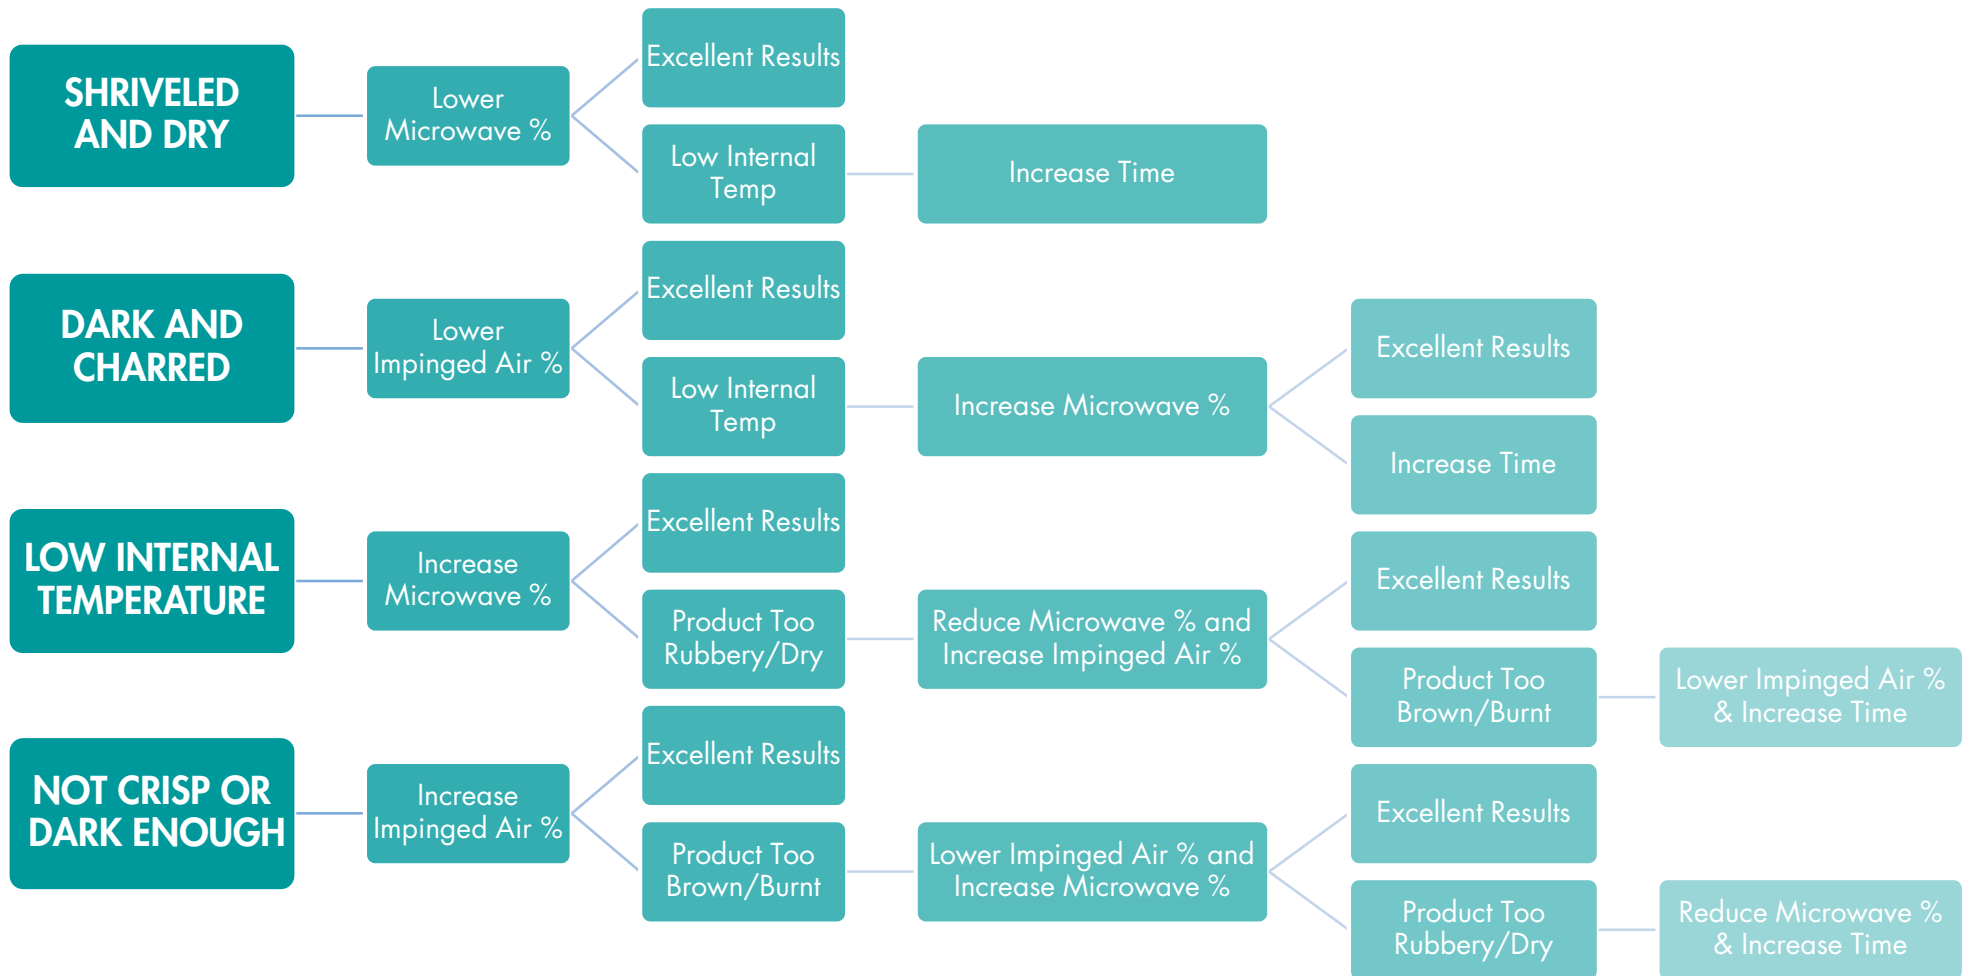 SHRIVELED
AND DRY
Lower
Microwave %
Excellent Results
Low Internal
Temp
Increase Time
DARK AND
CHARRED
Lower
Impinged Air %
Excellent Results
Low Internal
Temp
Increase Microwave %
Excellent Results
Increase Time
LOW INTERNAL
TEMPERATURE
Increase
Microwave %
Excellent Results
Product Too
Rubbery/Dry
Reduce Microwave % and
Increase Impinged Air %
Excellent Results
Product Too
Brown/Burnt
Lower Impinged Air %
& Increase Time
NOT CRISP OR
DARK ENOUGH
Increase
Impinged Air %
Excellent Results
Product Too
Brown/Burnt
Lower Impinged Air % and
Increase Microwave %
Excellent Results
Product Too
Rubbery/Dry
Reduce Microwave %
& Increase Time